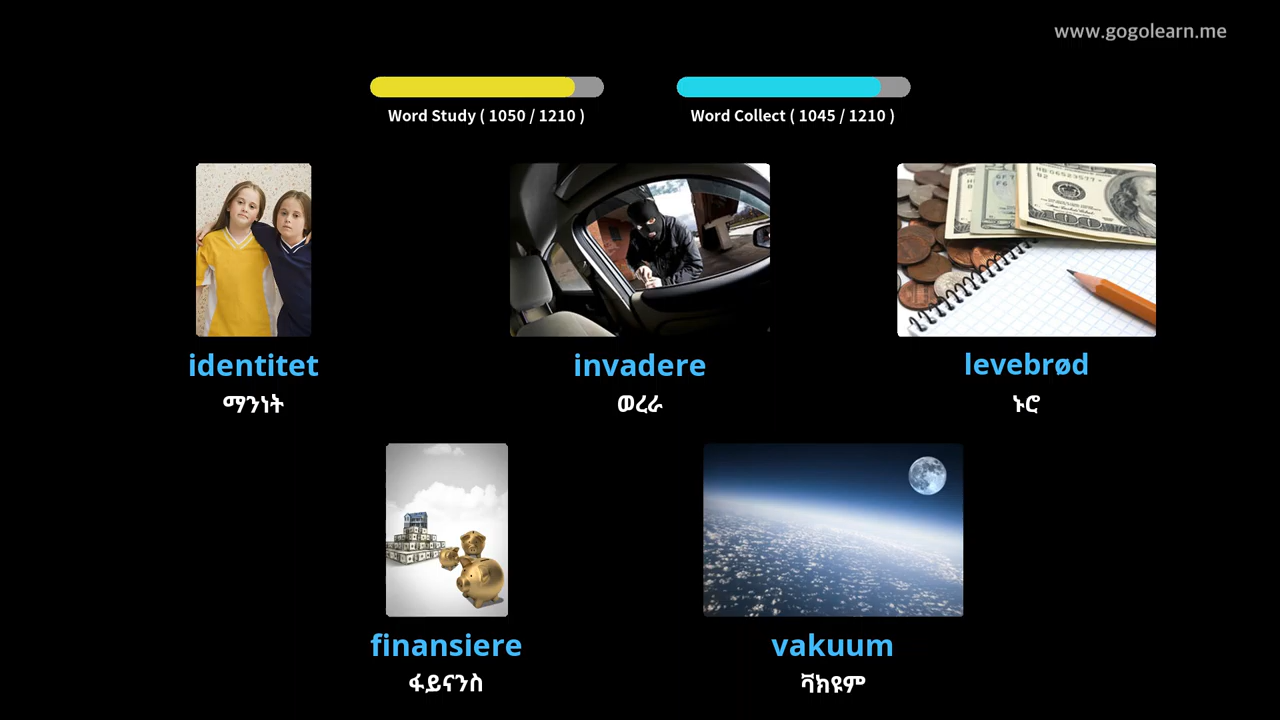 www.gogolearn.me
Word Study ( 1050 / 1210 )
Word Collect ( 1045 / 1210 )
identitet
ማንነት
invadere
ወረራ
levebrød
ኑሮ
finansiere
ፋይናንስ
vakuum
ቫክዩም